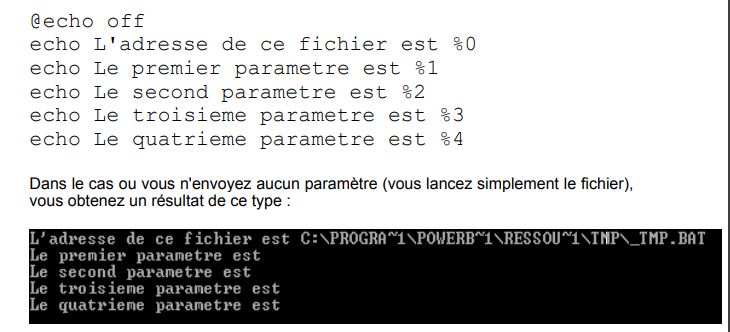 @echo off
echo L'adresse de ce fichier est %0
echo Le premier parametre est %1
echo Le second parametre est %2
echo Le troisieme parametre est %3
echo Le quatrieme parametre est %4
Dans le cas ou vous n'envoyez aucun paramètre (vous lancez simplement le fichier),
vous obtenez un résultat de ce type :
L'adresse de ce fichier est C:\PROGRA~1\POWERB~1\RESSOU~1\TMP\_TMP.BAT
Le premier parametre est
Le second parametre est
Le troisieme parametre est
Le quatrieme parametre est